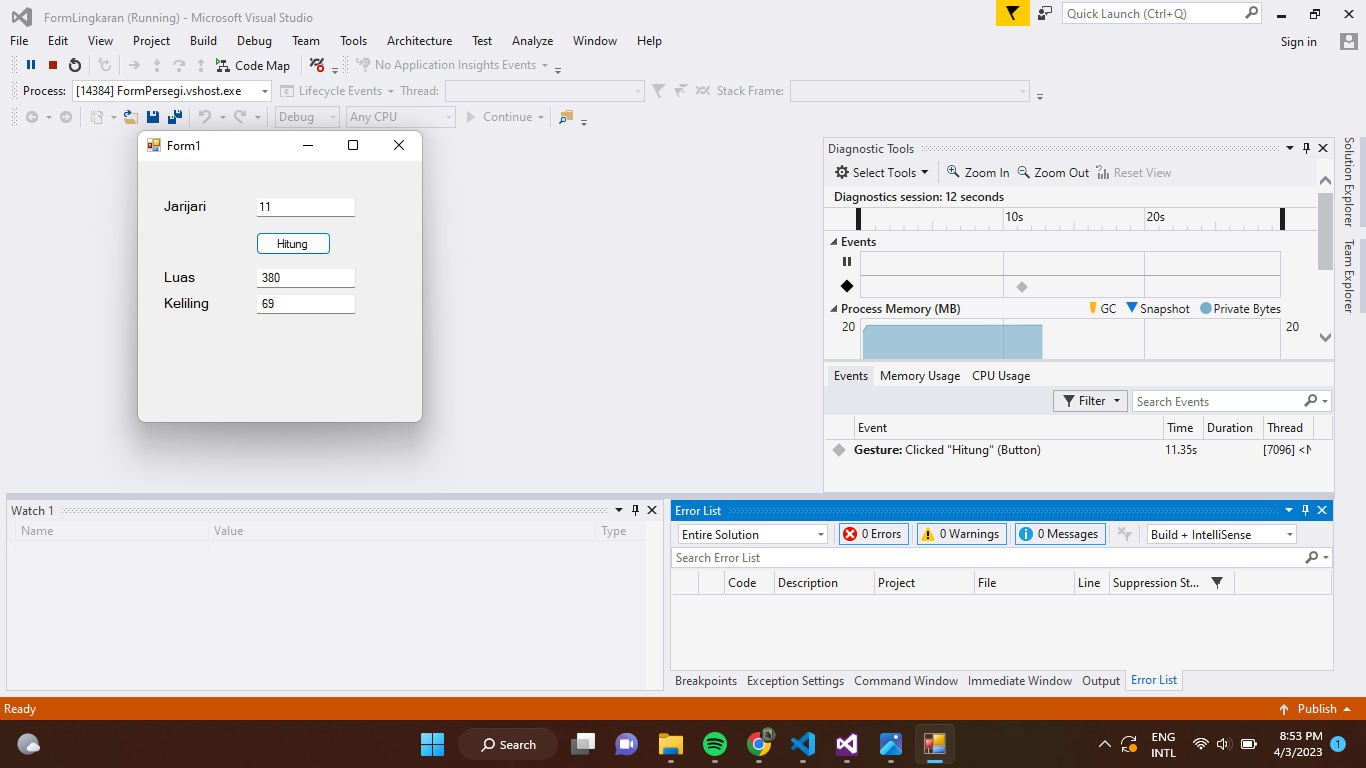 FormLingkaran (Running) - Microsoft Visual Studio
Quick Launch (Ctrl+Q)
File Edit View Project Build Debug Team Tools Architecture Test Analyze Window Help
Sign in
Code Map
No Application Insights Events
Process: [14384] FormPersegi.vshost.exe Lifecycle Events Thread: Stack Frame:
Debug Any CPU Continue
Form1
Jarijari 11
Hitung
Luas 380
Keliling 69
Diagnostic Tools
Select Tools Zoom In Zoom Out Reset View
Diagnostics session: 12 seconds
10s 20s
Events
Process Memory (MB) GC Snapshot Private Bytes
20 20
Events Memory Usage CPU Usage
Filter Search Events
Event Time Duration Thread
Gesture: Clicked "Hitung" (Button) 11.35s [7096] <N
Solution Explorer
Team Explorer
Watch 1
Name Value Type
Error List
Entire Solution 0 Errors 0 Warnings 0 Messages Build + IntelliSense
Search Error List
Code Description Project File Line Suppression St...
Breakpoints Exception Settings Command Window Immediate Window Output Error List
Ready
Publish
Search
ENG
INTL
8:53 PM
4/3/2023
1